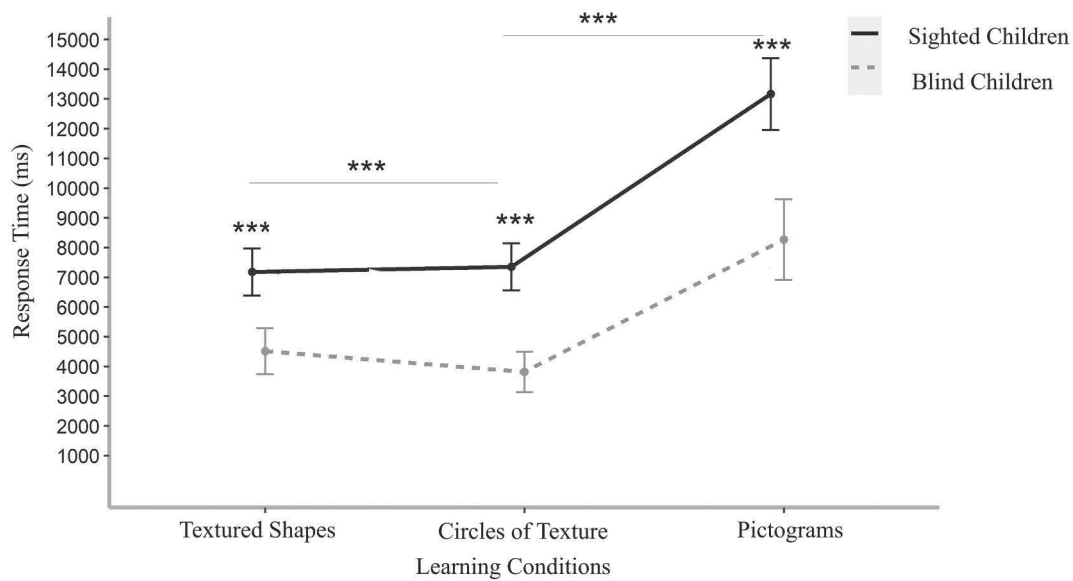 ***
Sighted Children
15000
***
14000
Blind Children
13000
12000
11000
***
10000
9000
***
***
8000
7000
6000
5000
4000
3000
2000
1000
Response Time (ms)
Textured Shapes
Circles of Texture
Pictograms
Learning Conditions